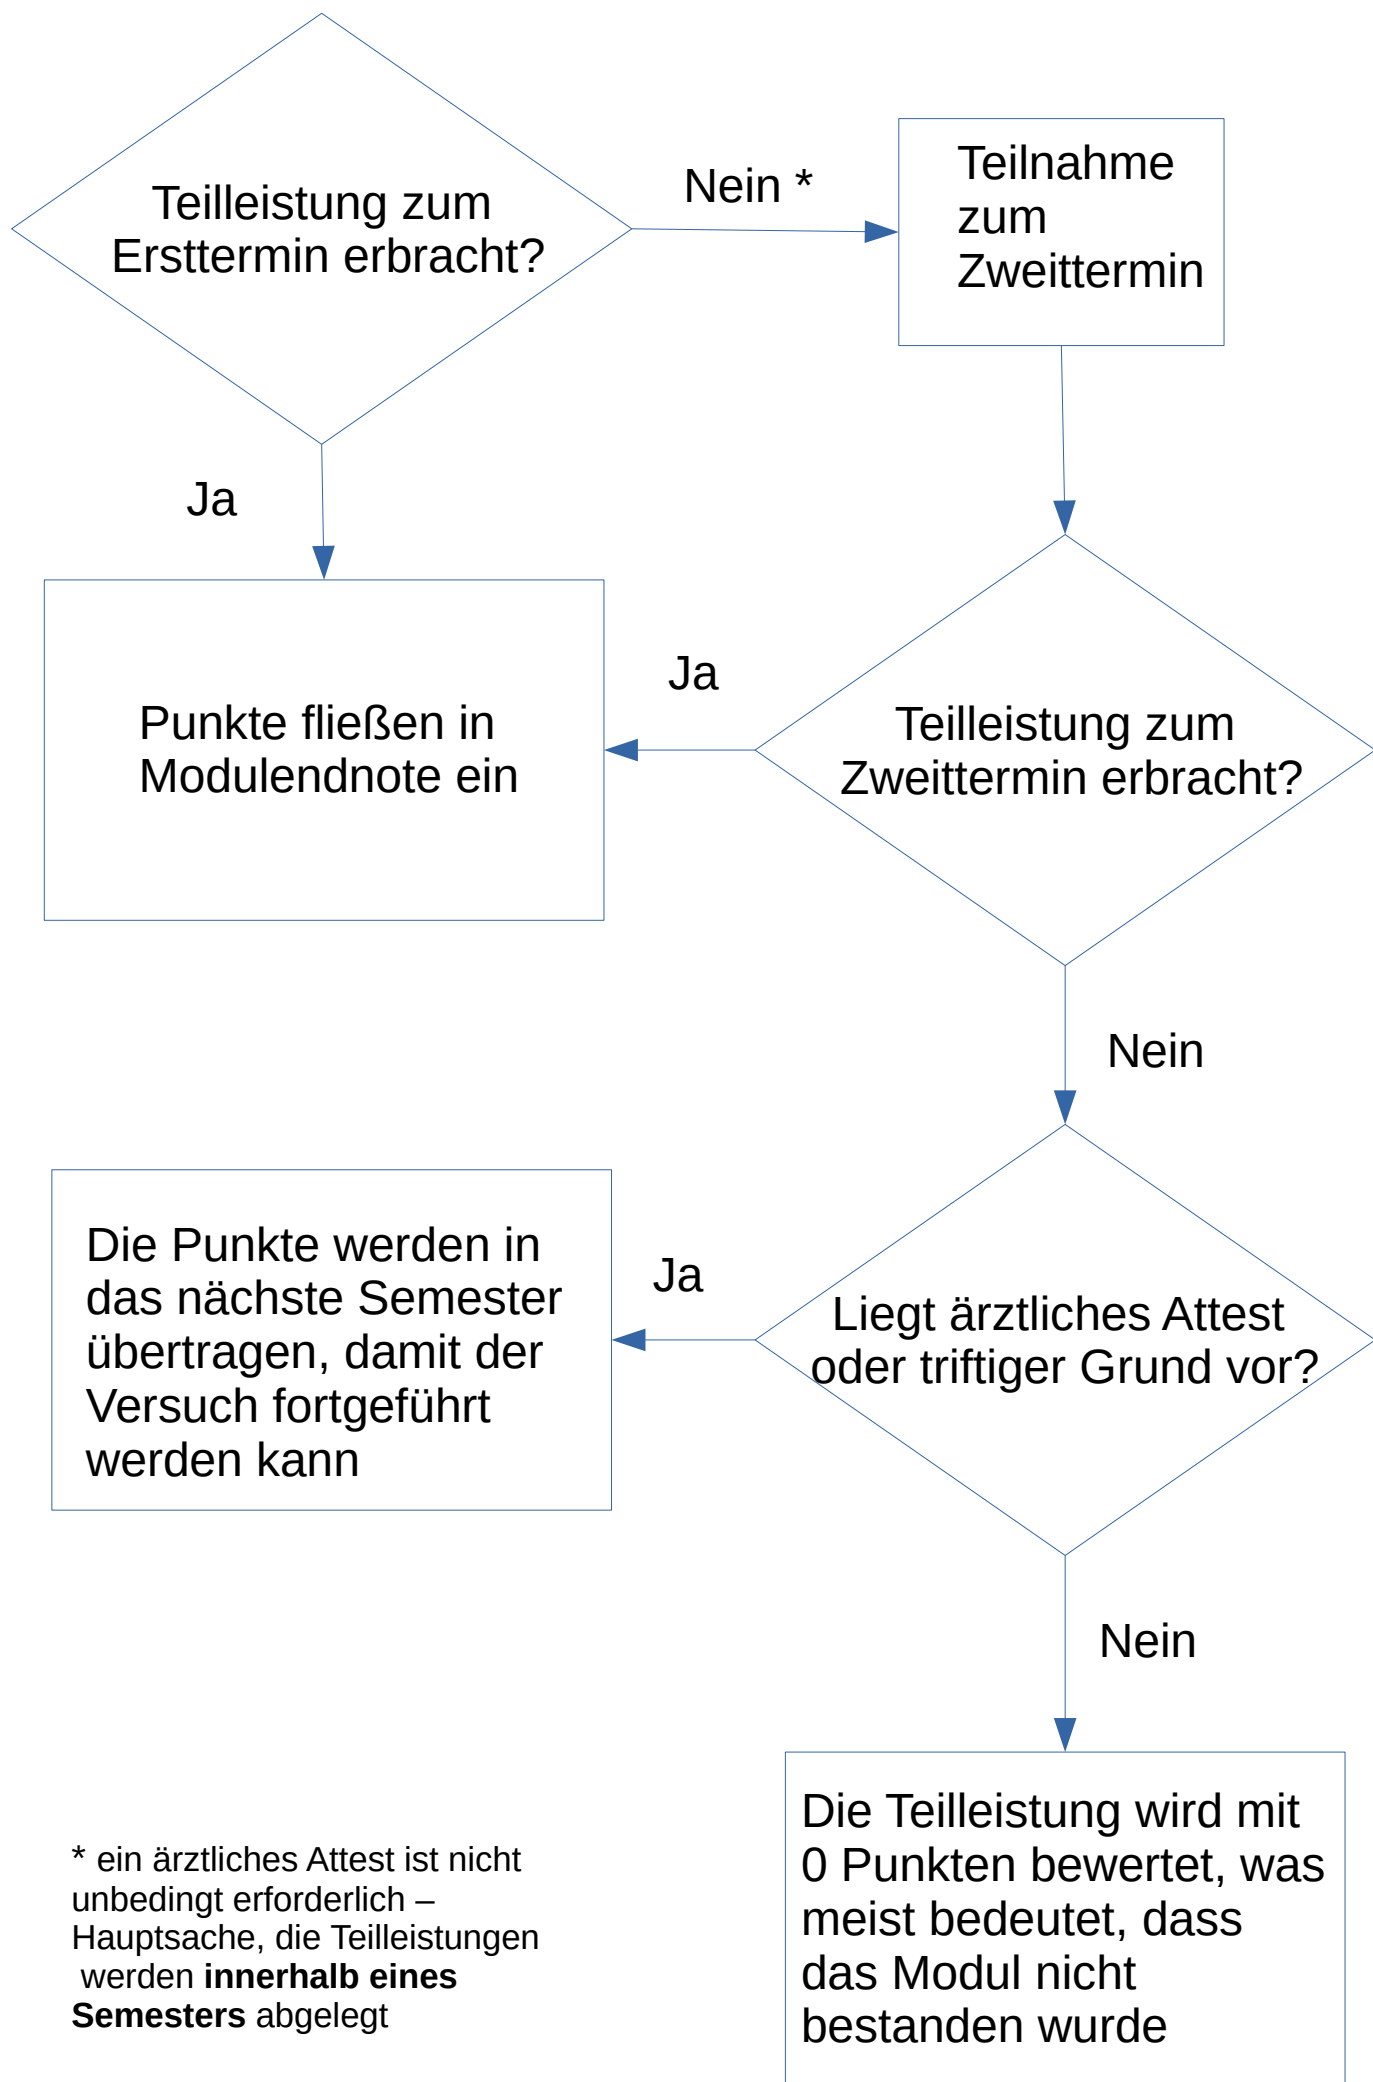 Teilleistung zum
Ersttermin erbracht?
Nein *
Teilnahme
zum
Zweittermin
Ja
Punkte fließen in
Modulendnote ein
Ja
Teilleistung zum
Zweittermin erbracht?
Nein
Die Punkte werden in
das nächste Semester
übertragen, damit der
Versuch fortgeführt
werden kann
Ja
Liegt ärztliches Attest
oder triftiger Grund vor?
Nein
Die Teilleistung wird mit
0 Punkten bewertet, was
meist bedeutet, dass
das Modul nicht
bestanden wurde
* ein ärztliches Attest ist nicht
unbedingt erforderlich –
Hauptsache, die Teilleistungen
werden innerhalb eines
Semesters abgelegt